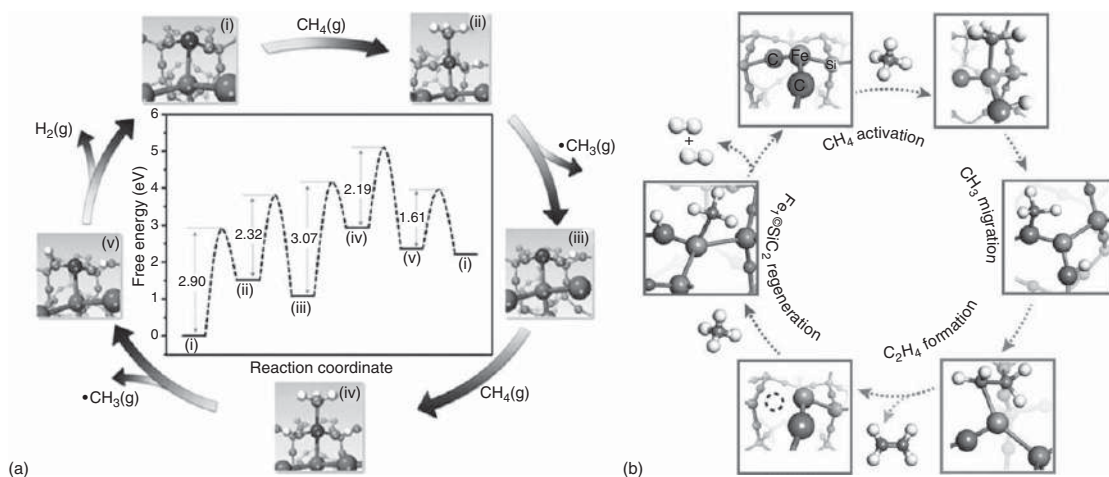 (i)
CH4(g)
(ii)
H2(g)
•CH3(g)
Free energy (eV)
6
5
4
3
2
1
0
2.90
2.32
3.07
2.19
1.61
(i)
(ii)
(iii)
(iv)
(v)
(i)
Reaction coordinate
(v)
(iii)
•CH3(g)
(iv)
CH4(g)
(a)
C
Fe
Si
C
CH4 activation
CH3 migration
C2H4 formation
Fe1@SiC2 regeneration
+
(b)